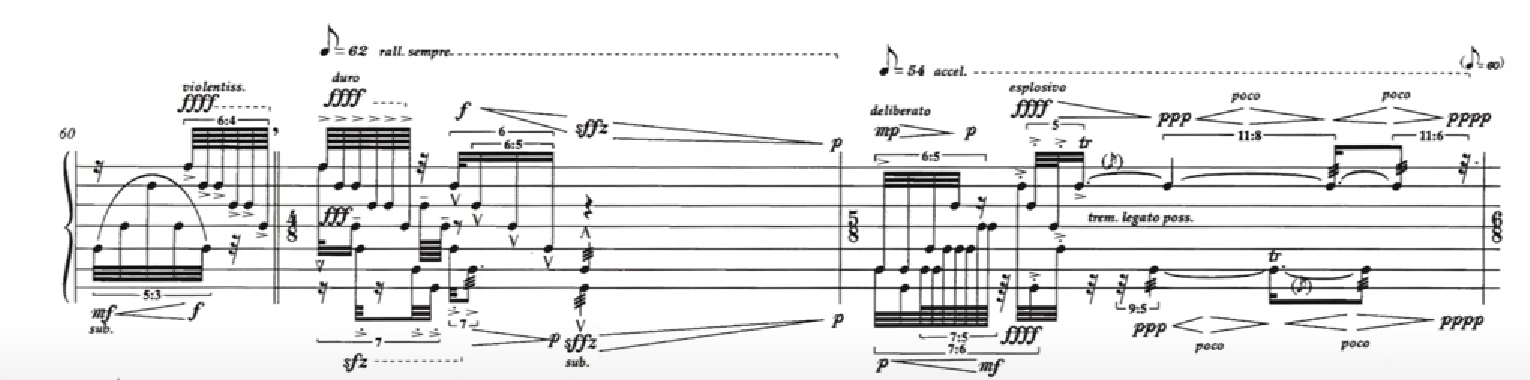 = 62 rall. sempre
= 54 accel.
(= 60)
duro
violentiss.
ffff
ffff
esplosivo
ffff
deliberato
mp p
poco
poco
60
6:4
f
sffz
p
6
6:5
6:5
5
tr
ppp
11:8
11:6
pppp
4
8
fff
5
8
trem. legato poss.
6
8
tr
5:3
mf
sub.
f
7
7
sfz
p sffz
sub.
p
7:5
7:6
ffff
p mf
9:5
ppp
poco
poco
pppp